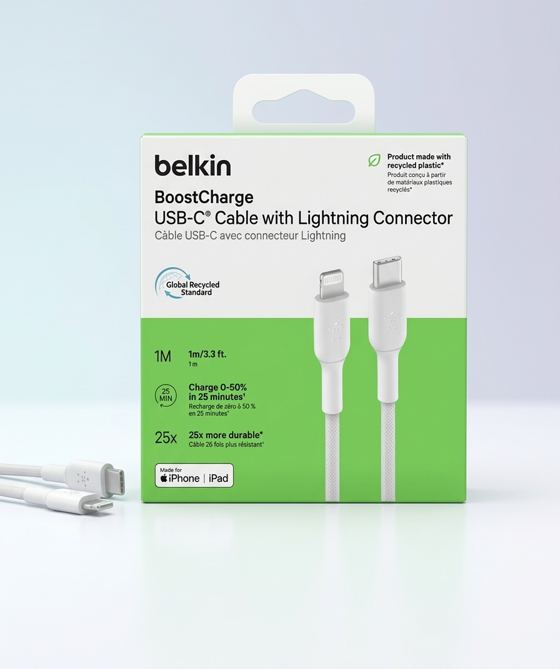 belkin
Product made with
recycled plastic*
Produit conçu à partir
de matáriaux plastiques
recyclés*
BoostCharge
USB-C® Cable with Lightning Connector
Câble USB-C avec connecteur Lightning
Global Recycled
Standard
1M
1m/3.3 ft.
1 m
25
MIN
Charge 0-50%
in 25 minutes¹
Recharge de zéro à 50 %
en 25 minutes¹
25x
25x more durable*
Câble 26 fois plus résistant*
Made for
iPhone | iPad